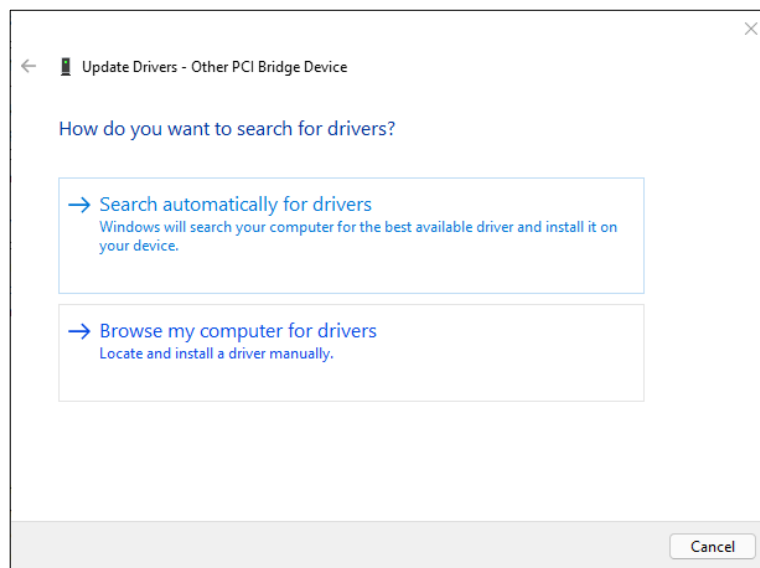 Update Drivers - Other PCI Bridge Device
How do you want to search for drivers?
Search automatically for drivers
Windows will search your computer for the best available driver and install it on
your device.
Browse my computer for drivers
Locate and install a driver manually.
Cancel